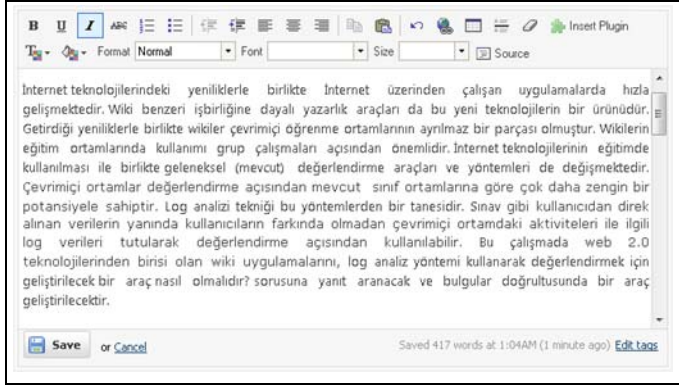 B U I ABC Insert Plugin
Format Normal Font Size Source
İnternet teknolojilerindeki yeniliklerle birlikte İnternet üzerinden çalışan uygulamalarda hızla
gelişmektedir. Wiki benzeri işbirliğine dayalı yazarlık araçları da bu yeni teknolojilerin bir ürünüdür.
Getirdiği yeniliklerle birlikte wikiler çevrimiçi öğrenme ortamlarının ayrılmaz bir parçası olmuştur. Wikilerin
eğitim ortamlarında kullanımı grup çalışmaları açısından önemlidir. İnternet teknolojilerinin eğitimde
kullanılması ile birlikte geleneksel (mevcut) değerlendirme araçları ve yöntemleri de değişmektedir.
Çevrimiçi ortamlar değerlendirme açısından mevcut sınıf ortamlarına göre çok daha zengin bir
potansiyele sahiptir. Log analizi tekniği bu yöntemlerden bir tanesidir. Sınav gibi kullanıcıdan direk
alınan verilerin yanında kullanıcıların farkında olmadan çevrimiçi ortamdaki aktiviteleri ile ilgili
log verileri tutularak değerlendirme açısından kullanılabilir. Bu çalışmada web 2.0
teknolojilerinden birisi olan wiki uygulamalarını, log analiz yöntemi kullanarak değerlendirmek için
geliştirilecek bir araç nasıl olmalıdır? sorusuna yanıt aranacak ve bulgular doğrultusunda bir araç
geliştirilecektir.
Save or Cancel Saved 417 words at 1:04AM (1 minute ago) Edit tags